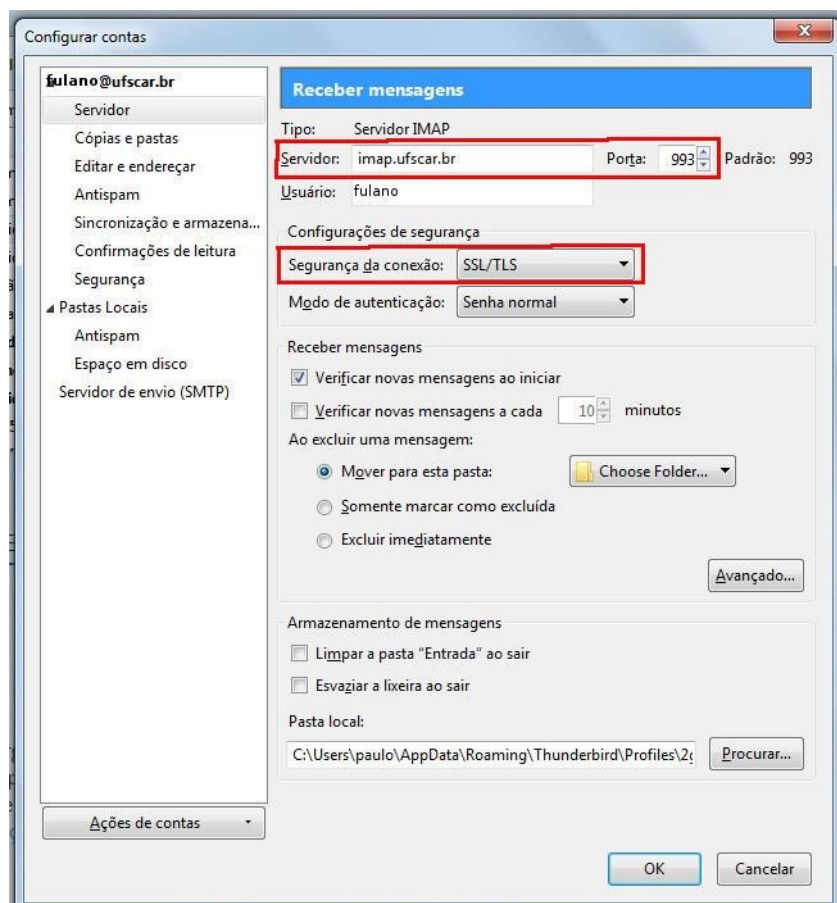 Configurar contas
fulano@ufscar.br
Servidor
Cópias e pastas
Editar e endereçar
Antispam
Sincronização e armazena...
Confirmações de leitura
Segurança
Pastas Locais
Antispam
Espaço em disco
Servidor de envio (SMTP)
Ações de contas
Receber mensagens
Tipo: Servidor IMAP
Servidor: imap.ufscar.br Porta: 993 Padrão: 993
Usuário: fulano
Configurações de segurança
Segurança da conexão: SSL/TLS
Modo de autenticação: Senha normal
Receber mensagens
Verificar novas mensagens ao iniciar
Verificar novas mensagens a cada 10 minutos
Ao excluir uma mensagem:
Mover para esta pasta: Choose Folder...
Somente marcar como excluída
Excluir imediatamente
Avançado...
Armazenamento de mensagens
Limpar a pasta "Entrada" ao sair
Esvaziar a lixeira ao sair
Pasta local:
C:\Users\paulo\AppData\Roaming\Thunderbird\Profiles\2g Procurar...
OK Cancelar